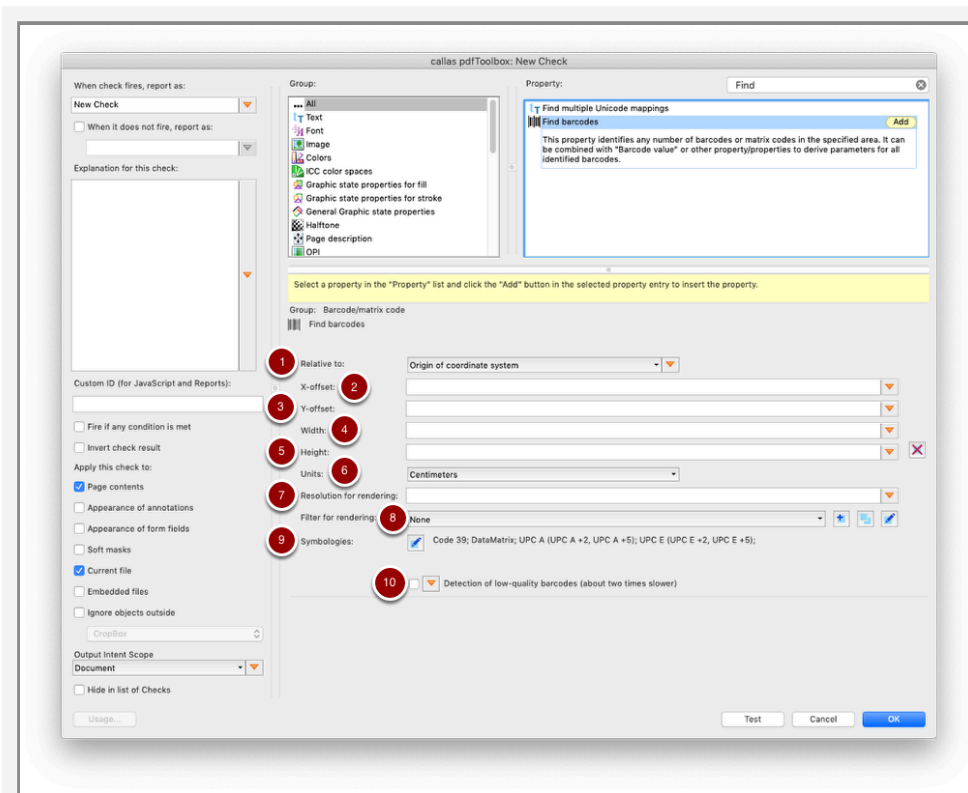 callas pdfToolbox: New Check
When check fires, report as:
New Check
When it does not fire, report as:
Explanation for this check:
Custom ID (for JavaScript and Reports):
Fire if any condition is met
Invert check result
Apply this check to:
Page contents
Appearance of annotations
Appearance of form fields
Soft masks
Current file
Embedded files
Ignore objects outside
CropBox
Output Intent Scope
Document
Hide in list of Checks
Usage...
Group:
... All
Text
Font
Image
Colors
ICC color spaces
Graphic state properties for fill
Graphic state properties for stroke
General Graphic state properties
Halftone
Page description
OPI
Property:
Find
Find multiple Unicode mappings
Find barcodes Add
This property identifies any number of barcodes or matrix codes in the specified area. It can
be combined with "Barcode value" or other property/properties to derive parameters for all
identified barcodes.
Select a property in the "Property" list and click the "Add" button in the selected property entry to insert the property.
Group: Barcode/matrix code
Find barcodes
1 Relative to: Origin of coordinate system
X-offset: 2
3 Y-offset:
Width: 4
5 Height:
Units: 6 Centimeters
7 Resolution for rendering:
Filter for rendering: 8 None
9 Symbologies: Code 39; DataMatrix; UPC A (UPC A +2, UPC A +5); UPC E (UPC E +2, UPC E +5);
10 Detection of low-quality barcodes (about two times slower)
Test Cancel OK